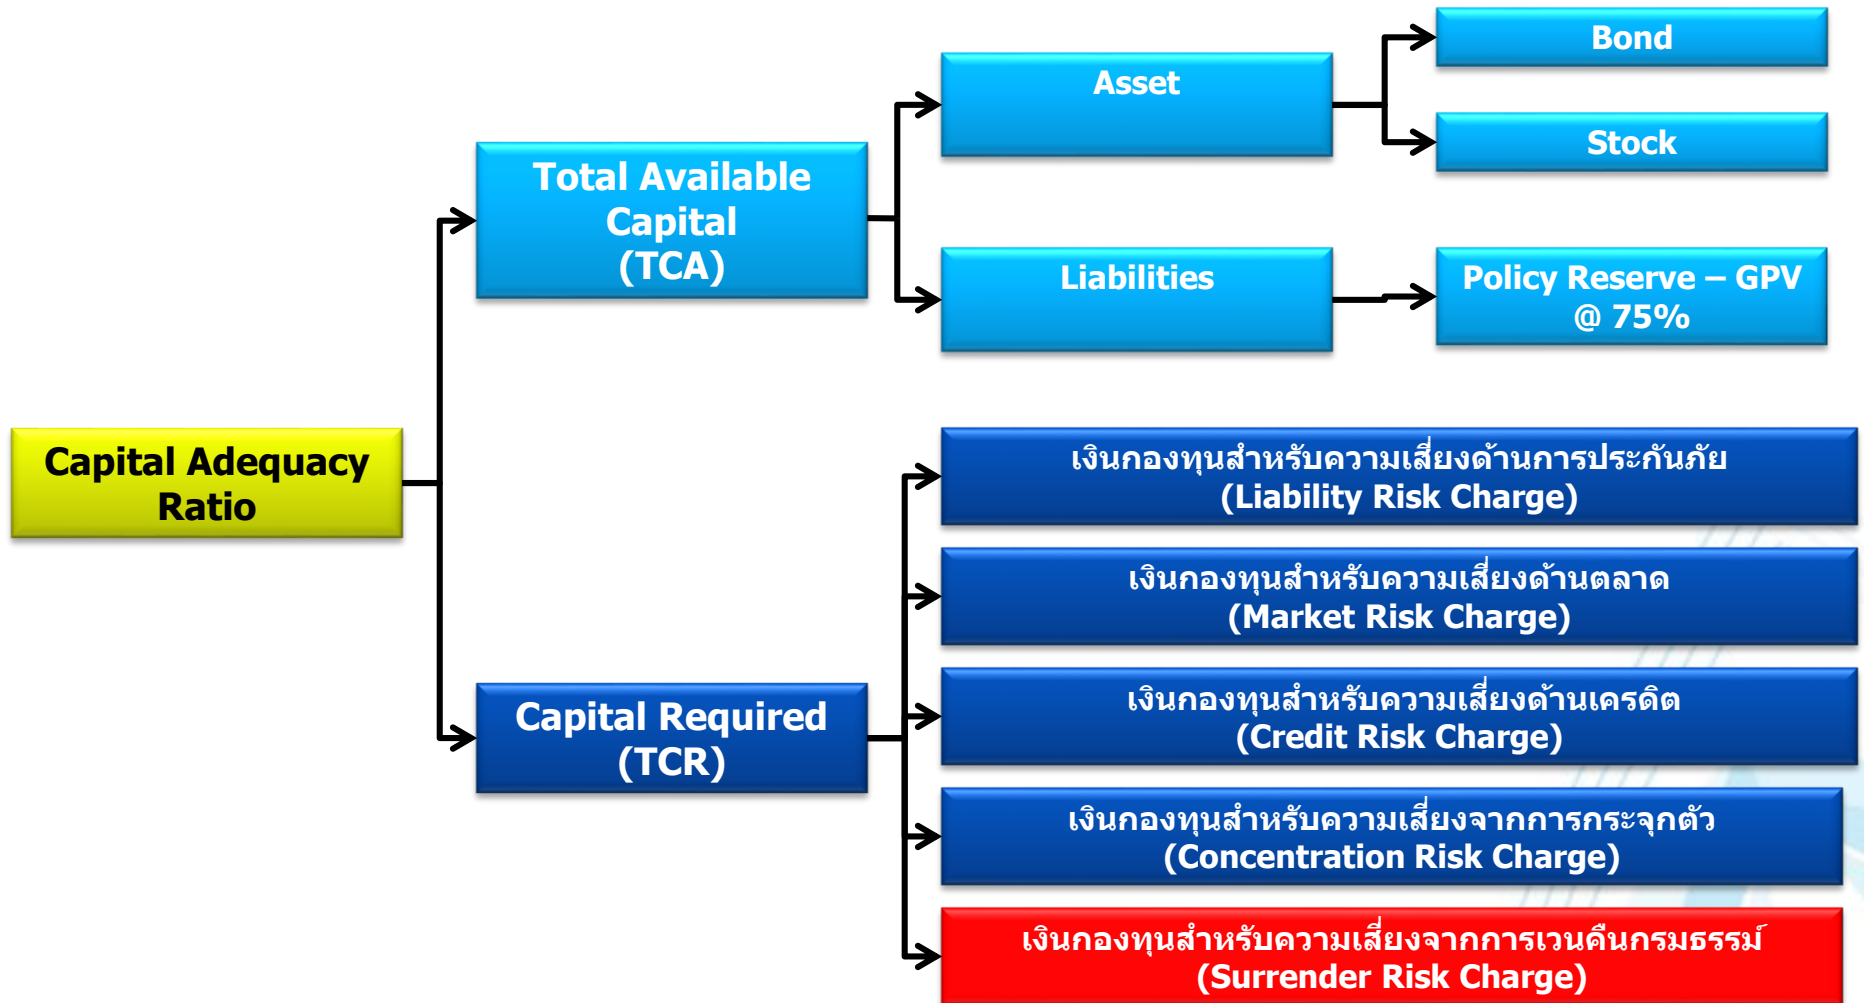 Capital Adequacy
Ratio
Total Available
Capital
(TCA)
Asset
Bond
Stock
Liabilities
Policy Reserve – GPV
@ 75%
Capital Required
(TCR)
เงินกองทุนสำหรับความเสี่ยงด้านการประกันภัย
(Liability Risk Charge)
เงินกองทุนสำหรับความเสี่ยงด้านตลาด
(Market Risk Charge)
เงินกองทุนสำหรับความเสี่ยงด้านเครดิต
(Credit Risk Charge)
เงินกองทุนสำหรับความเสี่ยงจากการกระจุกตัว
(Concentration Risk Charge)
เงินกองทุนสำหรับความเสี่ยงจากการเวนคืนกรมธรรม์
(Surrender Risk Charge)